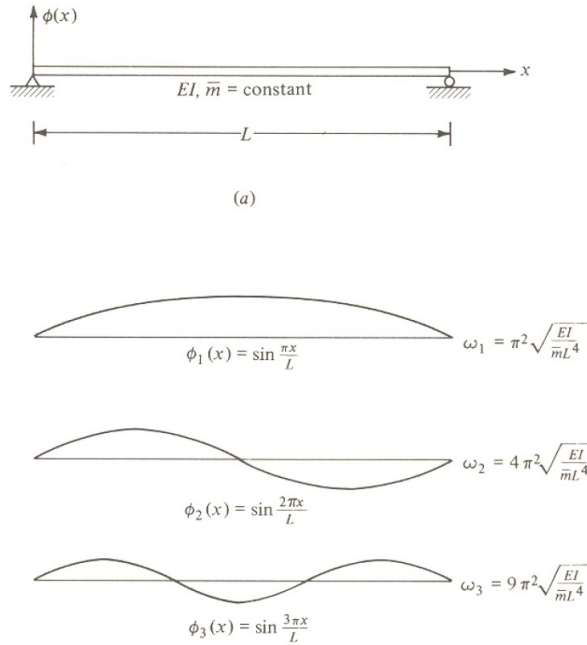 ϕ(x)
x
EI, m̅ = constant
L
(a)
ϕ₁(x) = sin πx/L
ω₁ = π² √(EI/m̅L⁴)
ϕ₂(x) = sin 2πx/L
ω₂ = 4π² √(EI/m̅L⁴)
ϕ₃(x) = sin 3πx/L
ω₃ = 9π² √(EI/m̅L⁴)